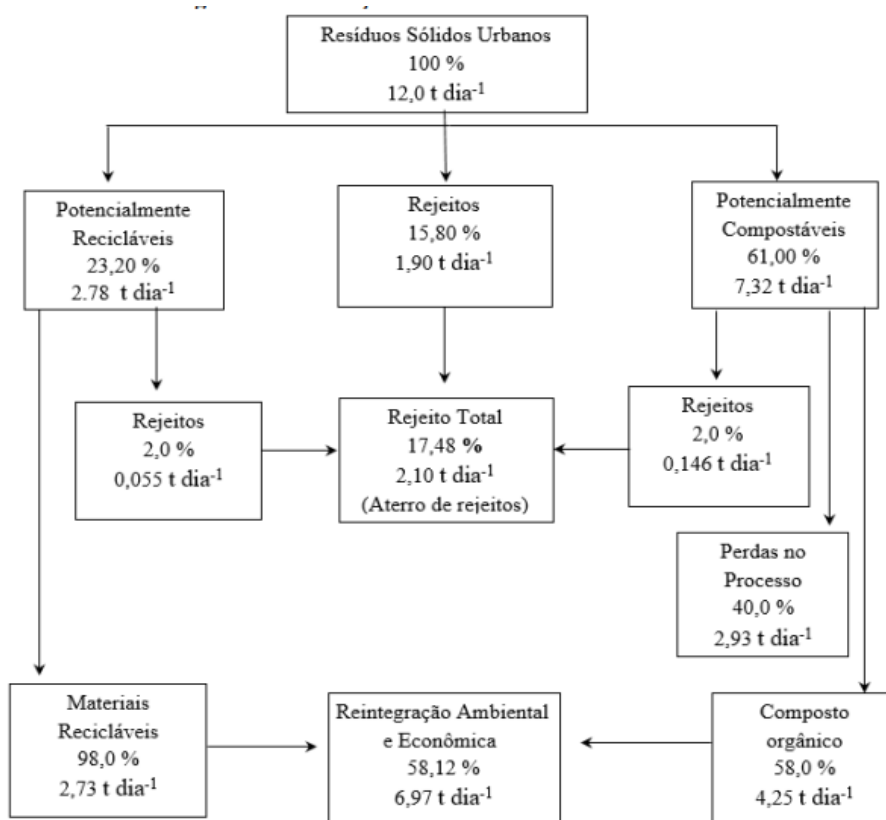 Resíduos Sólidos Urbanos
100 %
12,0 t dia-1
Potencialmente
Recicláveis
23,20 %
2.78 t dia-1
Rejeitos
15,80 %
1,90 t dia-1
Potencialmente
Compostáveis
61,00 %
7,32 t dia-1
Rejeitos
2,0 %
0,055 t dia-1
Rejeito Total
17,48 %
2,10 t dia-1
(Aterro de rejeitos)
Rejeitos
2,0 %
0,146 t dia-1
Perdas no
Processo
40,0 %
2,93 t dia-1
Materiais
Recicláveis
98,0 %
2,73 t dia-1
Reintegração Ambiental
e Econômica
58,12 %
6,97 t dia-1
Composto
orgânico
58,0 %
4,25 t dia-1